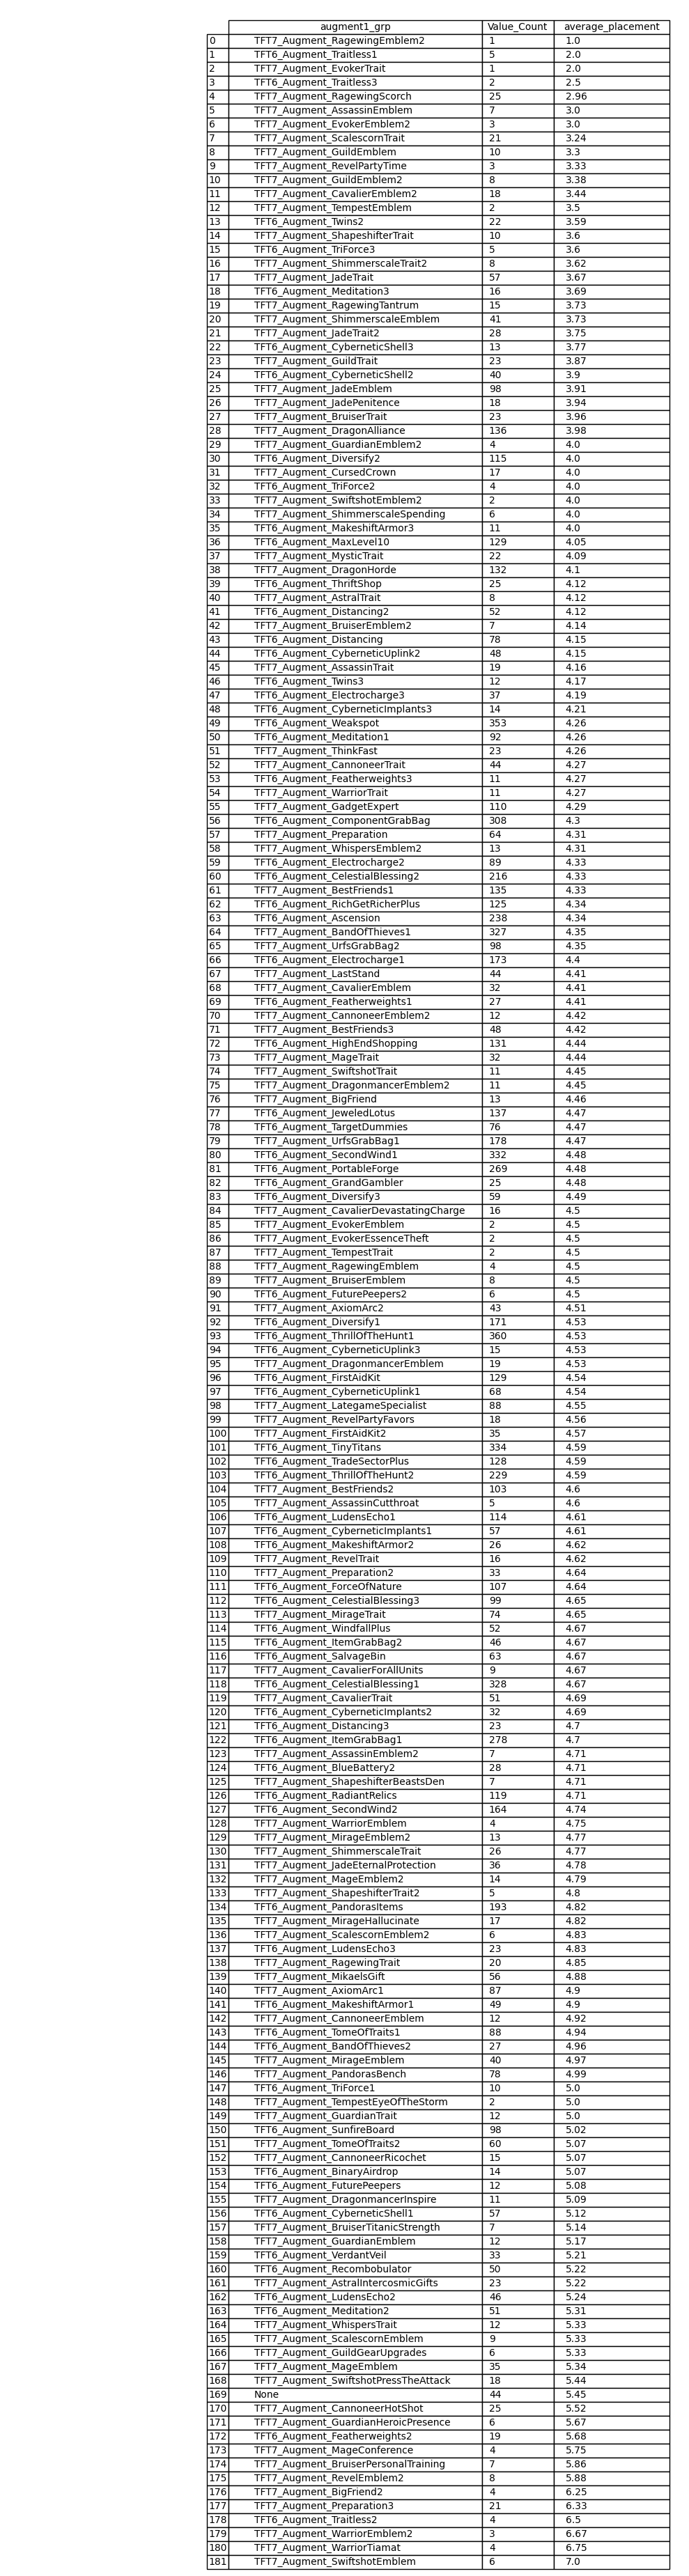 augment1_grp Value_Count average_placement
0 TFT7_Augment_RagewingEmblem2 1 1.0
1 TFT6_Augment_Traitless1 5 2.0
2 TFT7_Augment_EvokerTrait 1 2.0
3 TFT6_Augment_Traitless3 2 2.5
4 TFT7_Augment_RagewingScorch 25 2.96
5 TFT7_Augment_AssassinEmblem 7 3.0
6 TFT7_Augment_EvokerEmblem2 3 3.0
7 TFT7_Augment_ScalescornTrait 21 3.24
8 TFT7_Augment_GuildEmblem 10 3.3
9 TFT7_Augment_RevelPartyTime 3 3.33
10 TFT7_Augment_GuildEmblem2 8 3.38
11 TFT7_Augment_CavalierEmblem2 18 3.44
12 TFT7_Augment_TempestEmblem 2 3.5
13 TFT6_Augment_Twins2 22 3.59
14 TFT7_Augment_ShapeshifterTrait 10 3.6
15 TFT6_Augment_TriForce3 5 3.6
16 TFT7_Augment_ShimmerscaleTrait2 8 3.62
17 TFT7_Augment_JadeTrait 57 3.67
18 TFT6_Augment_Meditation3 16 3.69
19 TFT7_Augment_RagewingTantrum 15 3.73
20 TFT7_Augment_ShimmerscaleEmblem 41 3.73
21 TFT7_Augment_JadeTrait2 28 3.75
22 TFT6_Augment_CyberneticShell3 13 3.77
23 TFT7_Augment_GuildTrait 23 3.87
24 TFT6_Augment_CyberneticShell2 40 3.9
25 TFT7_Augment_JadeEmblem 98 3.91
26 TFT7_Augment_JadePenitence 18 3.94
27 TFT7_Augment_BruiserTrait 23 3.96
28 TFT7_Augment_DragonAlliance 136 3.98
29 TFT7_Augment_GuardianEmblem2 4 4.0
30 TFT6_Augment_Diversify2 115 4.0
31 TFT7_Augment_CursedCrown 17 4.0
32 TFT6_Augment_TriForce2 4 4.0
33 TFT7_Augment_SwiftshotEmblem2 2 4.0
34 TFT7_Augment_ShimmerscaleSpending 6 4.0
35 TFT6_Augment_MakeshiftArmor3 11 4.0
36 TFT6_Augment_MaxLevel10 129 4.05
37 TFT7_Augment_MysticTrait 22 4.09
38 TFT7_Augment_DragonHorde 132 4.1
39 TFT6_Augment_ThriftShop 25 4.12
40 TFT7_Augment_AstralTrait 8 4.12
41 TFT6_Augment_Distancing2 52 4.12
42 TFT7_Augment_BruiserEmblem2 7 4.14
43 TFT6_Augment_Distancing 78 4.15
44 TFT6_Augment_CyberneticUplink2 48 4.15
45 TFT7_Augment_AssassinTrait 19 4.16
46 TFT6_Augment_Twins3 12 4.17
47 TFT6_Augment_Electrocharge3 37 4.19
48 TFT6_Augment_CyberneticImplants3 14 4.21
49 TFT6_Augment_Weakspot 353 4.26
50 TFT6_Augment_Meditation1 92 4.26
51 TFT7_Augment_ThinkFast 23 4.26
52 TFT7_Augment_CannoneerTrait 44 4.27
53 TFT6_Augment_Featherweights3 11 4.27
54 TFT7_Augment_WarriorTrait 11 4.27
55 TFT7_Augment_GadgetExpert 110 4.29
56 TFT6_Augment_ComponentGrabBag 308 4.3
57 TFT7_Augment_Preparation 64 4.31
58 TFT7_Augment_WhispersEmblem2 13 4.31
59 TFT6_Augment_Electrocharge2 89 4.33
60 TFT6_Augment_CelestialBlessing2 216 4.33
61 TFT7_Augment_BestFriends1 135 4.33
62 TFT6_Augment_RichGetRicherPlus 125 4.34
63 TFT6_Augment_Ascension 238 4.34
64 TFT7_Augment_BandOfThieves1 327 4.35
65 TFT7_Augment_UrfsGrabBag2 98 4.35
66 TFT6_Augment_Electrocharge1 173 4.4
67 TFT7_Augment_LastStand 44 4.41
68 TFT7_Augment_CavalierEmblem 32 4.41
69 TFT6_Augment_Featherweights1 27 4.41
70 TFT7_Augment_CannoneerEmblem2 12 4.42
71 TFT7_Augment_BestFriends3 48 4.42
72 TFT6_Augment_HighEndShopping 131 4.44
73 TFT7_Augment_MageTrait 32 4.44
74 TFT7_Augment_SwiftshotTrait 11 4.45
75 TFT7_Augment_DragonmancerEmblem2 11 4.45
76 TFT7_Augment_BigFriend 13 4.46
77 TFT6_Augment_JeweledLotus 137 4.47
78 TFT6_Augment_TargetDummies 76 4.47
79 TFT7_Augment_UrfsGrabBag1 178 4.47
80 TFT6_Augment_SecondWind1 332 4.48
81 TFT6_Augment_PortableForge 269 4.48
82 TFT6_Augment_GrandGambler 25 4.48
83 TFT6_Augment_Diversify3 59 4.49
84 TFT7_Augment_CavalierDevastatingCharge 16 4.5
85 TFT7_Augment_EvokerEmblem 2 4.5
86 TFT7_Augment_EvokerEssenceTheft 2 4.5
87 TFT7_Augment_TempestTrait 2 4.5
88 TFT7_Augment_RagewingEmblem 4 4.5
89 TFT7_Augment_BruiserEmblem 8 4.5
90 TFT6_Augment_FuturePeepers2 6 4.5
91 TFT7_Augment_AxiomArc2 43 4.51
92 TFT6_Augment_Diversify1 171 4.53
93 TFT6_Augment_ThrillOfTheHunt1 360 4.53
94 TFT6_Augment_CyberneticUplink3 15 4.53
95 TFT7_Augment_DragonmancerEmblem 19 4.53
96 TFT6_Augment_FirstAidKit 129 4.54
97 TFT6_Augment_CyberneticUplink1 68 4.54
98 TFT7_Augment_LategameSpecialist 88 4.55
99 TFT7_Augment_RevelPartyFavors 18 4.56
100 TFT7_Augment_FirstAidKit2 35 4.57
101 TFT6_Augment_TinyTitans 334 4.59
102 TFT6_Augment_TradeSectorPlus 128 4.59
103 TFT6_Augment_ThrillOfTheHunt2 229 4.59
104 TFT7_Augment_BestFriends2 103 4.6
105 TFT7_Augment_AssassinCutthroat 5 4.6
106 TFT6_Augment_LudensEcho1 114 4.61
107 TFT6_Augment_CyberneticImplants1 57 4.61
108 TFT6_Augment_MakeshiftArmor2 26 4.62
109 TFT7_Augment_RevelTrait 16 4.62
110 TFT7_Augment_Preparation2 33 4.64
111 TFT6_Augment_ForceOfNature 107 4.64
112 TFT6_Augment_CelestialBlessing3 99 4.65
113 TFT7_Augment_MirageTrait 74 4.65
114 TFT6_Augment_WindfallPlus 52 4.67
115 TFT6_Augment_ItemGrabBag2 46 4.67
116 TFT6_Augment_SalvageBin 63 4.67
117 TFT7_Augment_CavalierForAllUnits 9 4.67
118 TFT6_Augment_CelestialBlessing1 328 4.67
119 TFT7_Augment_CavalierTrait 51 4.69
120 TFT6_Augment_CyberneticImplants2 32 4.69
121 TFT6_Augment_Distancing3 23 4.7
122 TFT6_Augment_ItemGrabBag1 278 4.7
123 TFT7_Augment_AssassinEmblem2 7 4.71
124 TFT6_Augment_BlueBattery2 28 4.71
125 TFT7_Augment_ShapeshifterBeastsDen 7 4.71
126 TFT6_Augment_RadiantRelics 119 4.71
127 TFT6_Augment_SecondWind2 164 4.74
128 TFT7_Augment_WarriorEmblem 4 4.75
129 TFT7_Augment_MirageEmblem2 13 4.77
130 TFT7_Augment_ShimmerscaleTrait 26 4.77
131 TFT7_Augment_JadeEternalProtection 36 4.78
132 TFT7_Augment_MageEmblem2 14 4.79
133 TFT7_Augment_ShapeshifterTrait2 5 4.8
134 TFT6_Augment_PandorasItems 193 4.82
135 TFT7_Augment_MirageHallucinate 17 4.82
136 TFT7_Augment_ScalescornEmblem2 6 4.83
137 TFT6_Augment_LudensEcho3 23 4.83
138 TFT7_Augment_RagewingTrait 20 4.85
139 TFT7_Augment_MikaelsGift 56 4.88
140 TFT7_Augment_AxiomArc1 87 4.9
141 TFT6_Augment_MakeshiftArmor1 49 4.9
142 TFT7_Augment_CannoneerEmblem 12 4.92
143 TFT6_Augment_TomeOfTraits1 88 4.94
144 TFT6_Augment_BandOfThieves2 27 4.96
145 TFT7_Augment_MirageEmblem 40 4.97
146 TFT7_Augment_PandorasBench 78 4.99
147 TFT6_Augment_TriForce1 10 5.0
148 TFT7_Augment_TempestEyeOfTheStorm 2 5.0
149 TFT7_Augment_GuardianTrait 12 5.0
150 TFT6_Augment_SunfireBoard 98 5.02
151 TFT7_Augment_TomeOfTraits2 60 5.07
152 TFT7_Augment_CannoneerRicochet 15 5.07
153 TFT6_Augment_BinaryAirdrop 14 5.07
154 TFT6_Augment_FuturePeepers 12 5.08
155 TFT7_Augment_DragonmancerInspire 11 5.09
156 TFT6_Augment_CyberneticShell1 57 5.12
157 TFT7_Augment_BruiserTitanicStrength 7 5.14
158 TFT7_Augment_GuardianEmblem 12 5.17
159 TFT6_Augment_VerdantVeil 33 5.21
160 TFT6_Augment_Recombobulator 50 5.22
161 TFT7_Augment_AstralIntercosmicGifts 23 5.22
162 TFT6_Augment_LudensEcho2 46 5.24
163 TFT6_Augment_Meditation2 51 5.31
164 TFT7_Augment_WhispersTrait 12 5.33
165 TFT7_Augment_ScalescornEmblem 9 5.33
166 TFT7_Augment_GuildGearUpgrades 6 5.33
167 TFT7_Augment_MageEmblem 35 5.34
168 TFT7_Augment_SwiftshotPressTheAttack 18 5.44
169 None 44 5.45
170 TFT7_Augment_CannoneerHotShot 25 5.52
171 TFT7_Augment_GuardianHeroicPresence 6 5.67
172 TFT6_Augment_Featherweights2 19 5.68
173 TFT7_Augment_MageConference 4 5.75
174 TFT7_Augment_BruiserPersonalTraining 7 5.86
175 TFT7_Augment_RevelEmblem2 8 5.88
176 TFT7_Augment_BigFriend2 4 6.25
177 TFT7_Augment_Preparation3 21 6.33
178 TFT6_Augment_Traitless2 4 6.5
179 TFT7_Augment_WarriorEmblem2 3 6.67
180 TFT7_Augment_WarriorTiamat 4 6.75
181 TFT7_Augment_SwiftshotEmblem 6 7.0